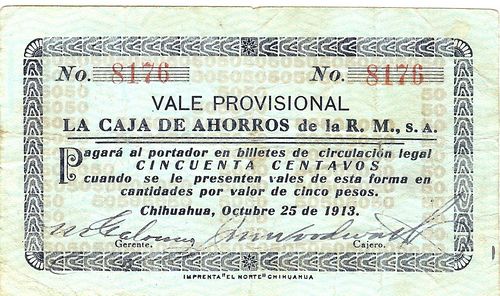 No. 8176 No. 8176
VALE PROVISIONAL
LA CAJA DE AHORROS de la R. M., S. A.
Pagará al portador en billetes de circulación legal
CINCUENTA CENTAVOS
cuando se le presenten vales de esta forma en
cantidades por valor de cinco pesos.
Chihuahua, Octubre 25 de 1913.
Gerente. Cajero.
IMPRENTA "EL NORTE" CHIHUAHUA